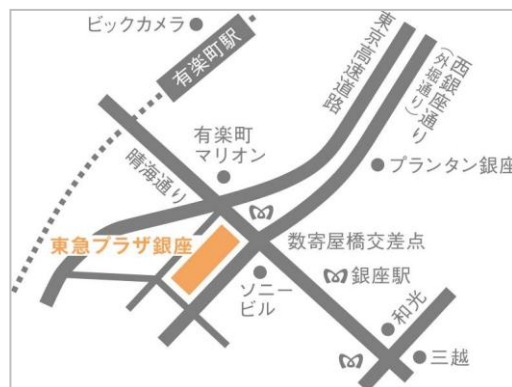 ビックカメラ
有楽町駅
東京高速道路
西銀座通り
(外堀通り)
有楽町
マリオン
晴海通り
プランタン銀座
東急プラザ銀座
数寄屋橋交差点
ソニー
ビル
銀座駅
和光
三越